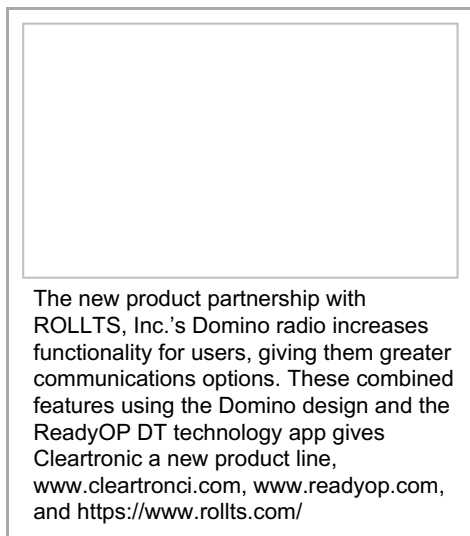 The new product partnership with
ROLLTS, Inc.’s Domino radio increases
functionality for users, giving them greater
communications options. These combined
features using the Domino design and the
ReadyOP DT technology app gives
Cleartronic a new product line,
www.cleartronci.com, www.readyop.com,
and https://www.rollts.com/